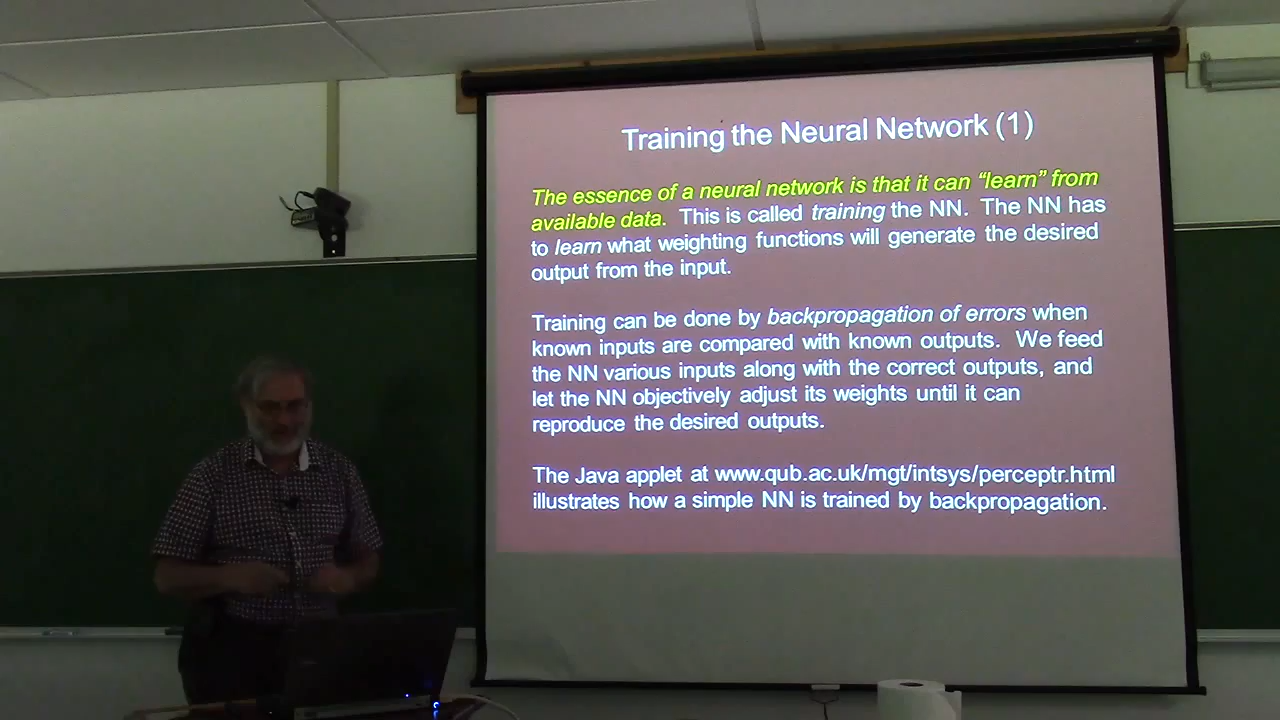 Training the Neural Network (1)
The essence of a neural network is that it can “learn” from
available data. This is called training the NN. The NN has
to learn what weighting functions will generate the desired
output from the input.
Training can be done by backpropagation of errors when
known inputs are compared with known outputs. We feed
the NN various inputs along with the correct outputs, and
let the NN objectively adjust its weights until it can
reproduce the desired outputs.
The Java applet at www.qub.ac.uk/mgt/intsys/perceptr.html
illustrates how a simple NN is trained by backpropagation.